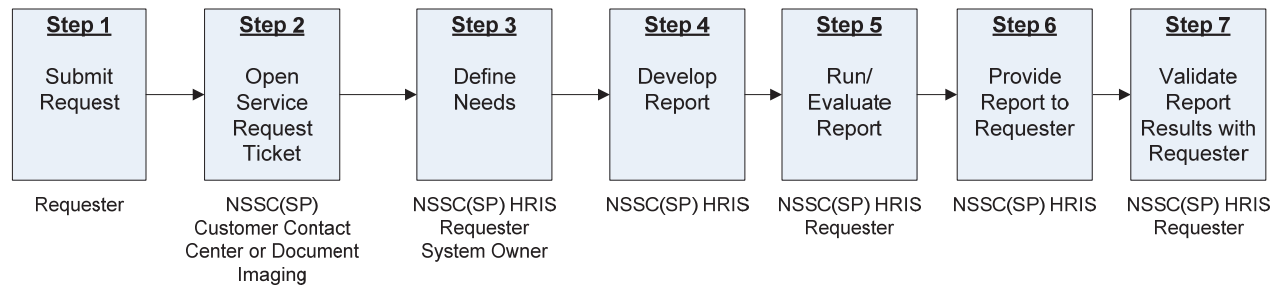 Step 1
Submit
Request
Requester
Step 2
Open
Service
Request
Ticket
NSSC(SP)
Customer Contact
Center or Document
Imaging
Step 3
Define
Needs
NSSC(SP) HRIS
Requester
System Owner
Step 4
Develop
Report
NSSC(SP) HRIS
Step 5
Run/
Evaluate
Report
NSSC(SP) HRIS
Requester
Step 6
Provide
Report to
Requester
NSSC(SP) HRIS
Step 7
Validate
Report
Results with
Requester
NSSC(SP) HRIS
Requester